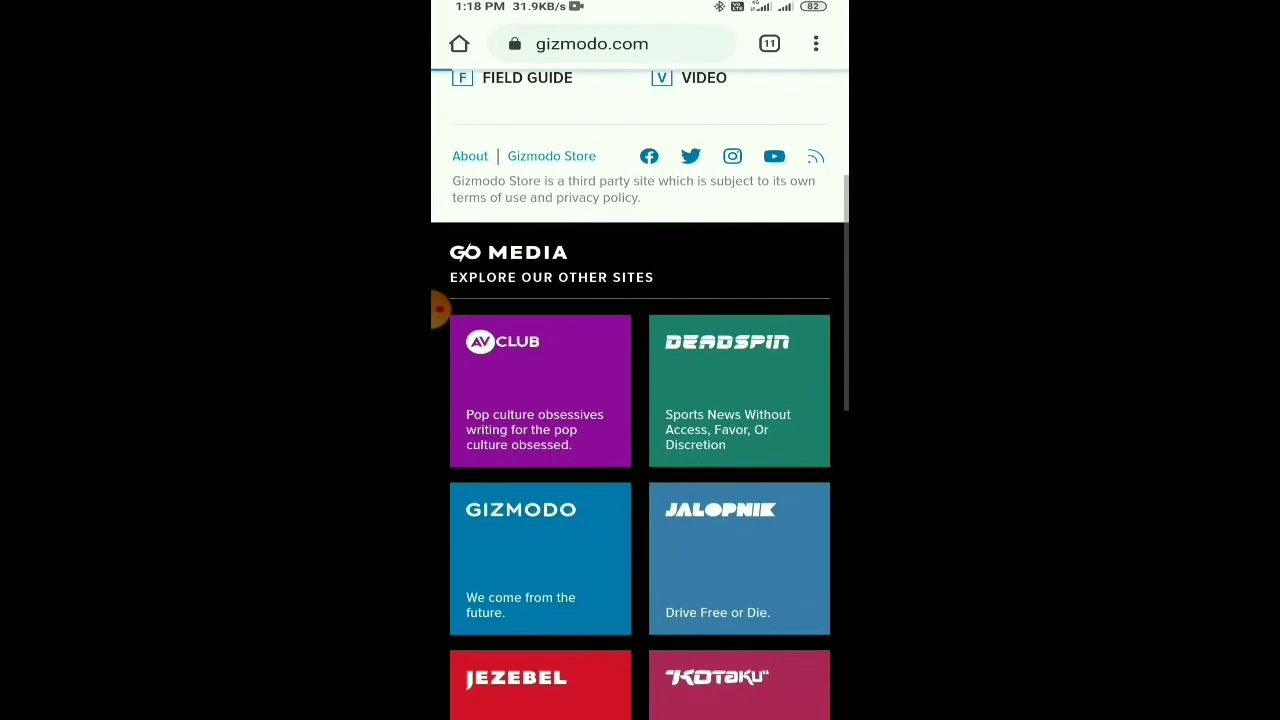 1:18 PM 31.9KB/s 82
gizmodo.com 11
F FIELD GUIDE V VIDEO
About | Gizmodo Store
Gizmodo Store is a third party site which is subject to its own
terms of use and privacy policy.
GO MEDIA
EXPLORE OUR OTHER SITES
AV CLUB
Pop culture obsessives
writing for the pop
culture obsessed.
DEADSPIN
Sports News Without
Access, Favor, Or
Discretion
GIZMODO
We come from the
future.
JALOPNIK
Drive Free or Die.
JEZEBEL
"KOTAKU"